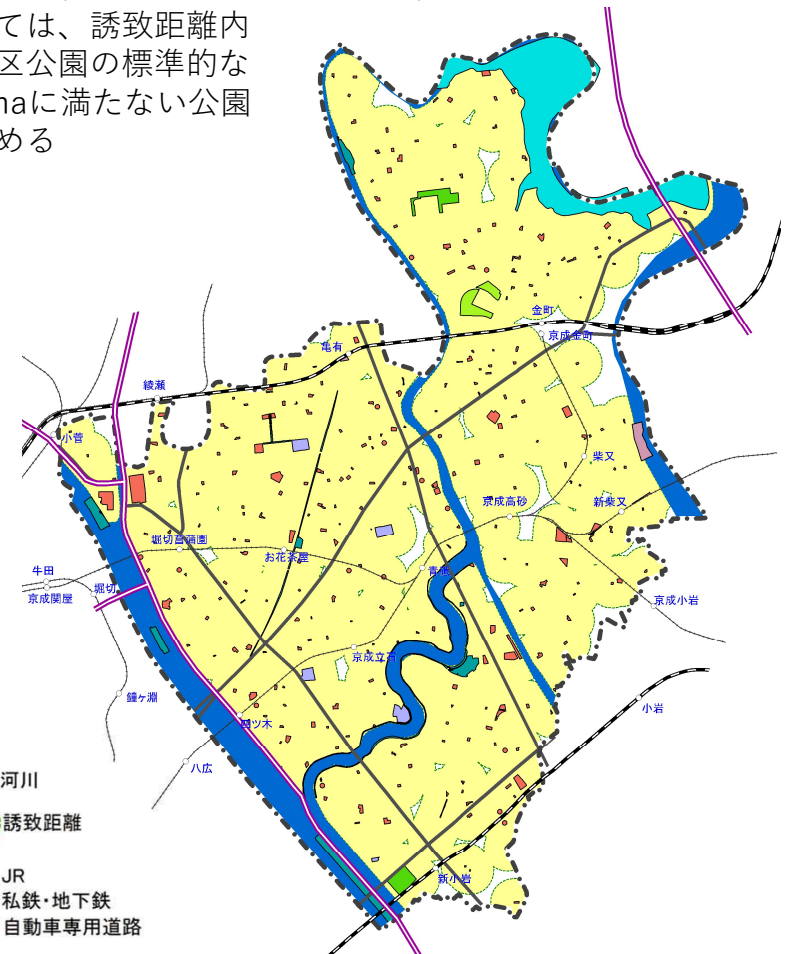 ては、誘致距離内
区公園の標準的な
haに満たない公園
める
金町
京成金町
亀有
綾瀬
小菅
柴又
京成高砂
新柴又
堀切菖蒲園
お花茶屋
青砥
牛田
京成関屋
堀切
京成小岩
京成立石
鐘ヶ淵
小岩
四ツ木
八広
新小岩
河川
誘致距離
JR
私鉄・地下鉄
自動車専用道路